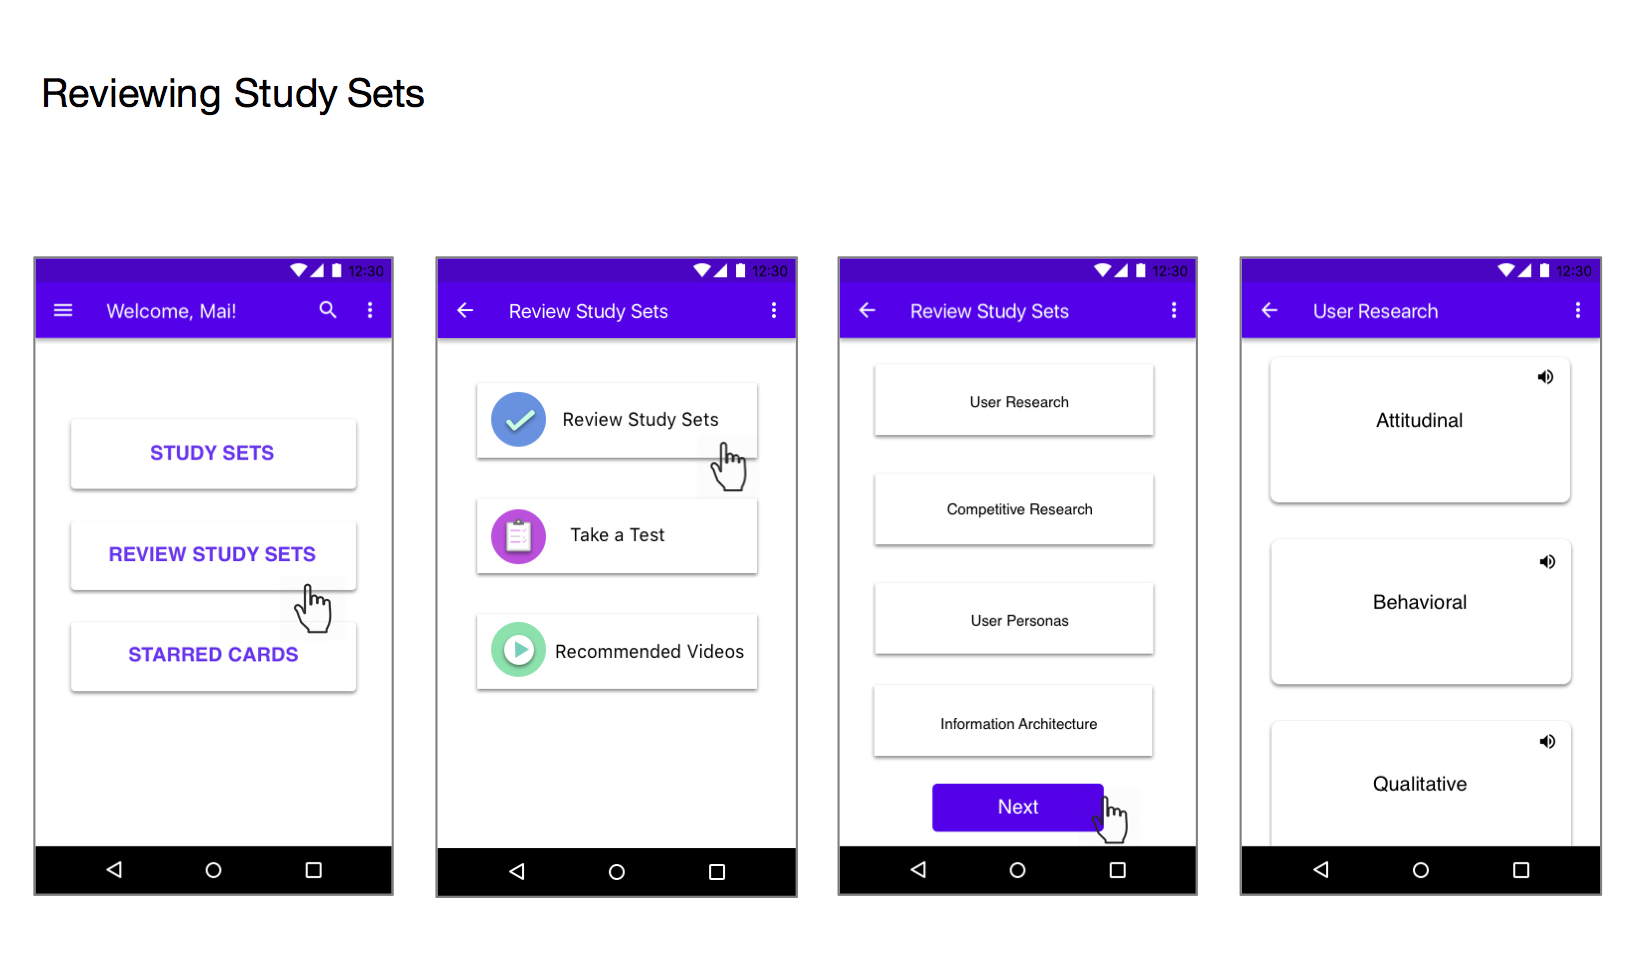 Reviewing Study Sets
12:30
Welcome, Mai!
STUDY SETS
REVIEW STUDY SETS
STARRED CARDS
12:30
Review Study Sets
Review Study Sets
Take a Test
Recommended Videos
12:30
Review Study Sets
User Research
Competitive Research
User Personas
Information Architecture
Next
12:30
User Research
Attitudinal
Behavioral
Qualitative